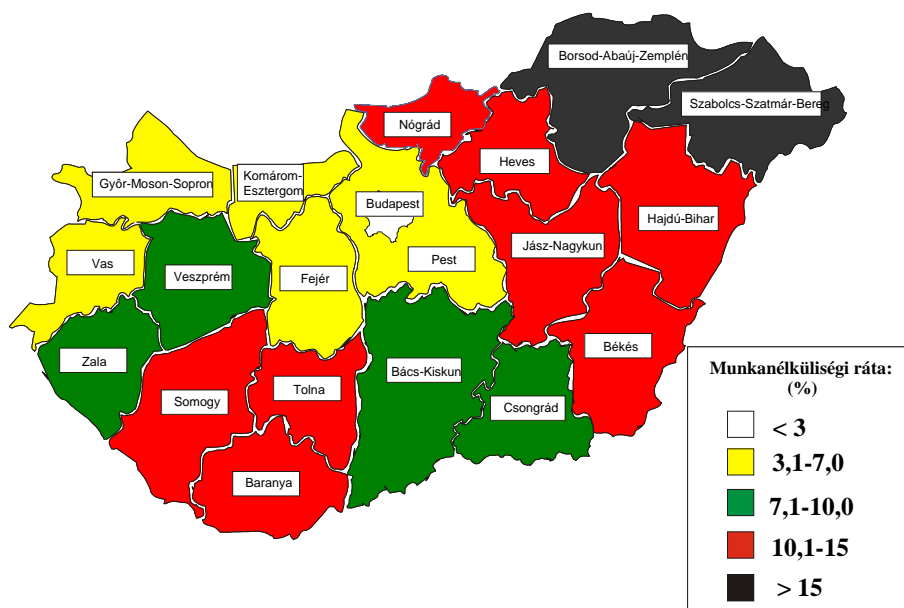 Borsod-Abaúj-Zemplén
Szabolcs-Szatmár-Bereg
Nógrád
Heves
Komárom-
Esztergom
Győr-Moson-Sopron
Budapest
Hajdú-Bihar
Jász-Nagykun
Vas
Veszprém
Fejér
Pest
Zala
Békés
Bács-Kiskun
Tolna
Somogy
Csongrád
Baranya
Munkanélküliségi ráta:
(%)
< 3
3,1-7,0
7,1-10,0
10,1-15
> 15